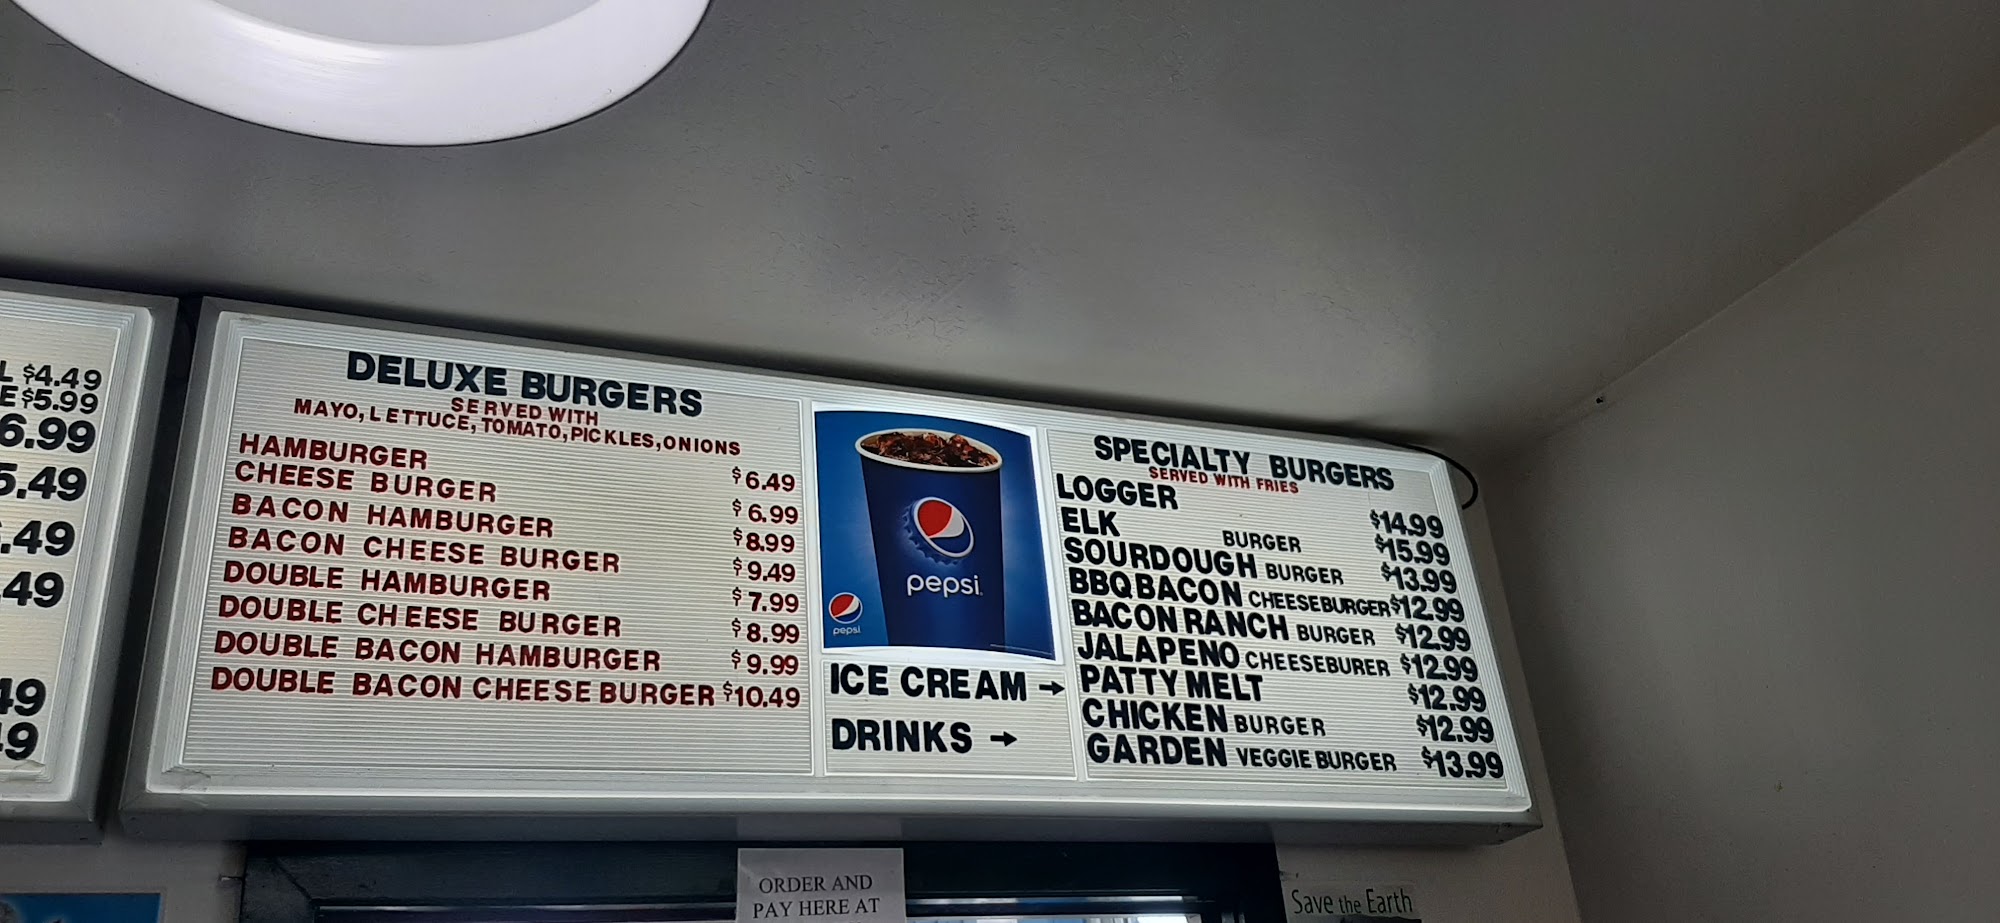 L $4.49
E $5.99
6.99
5.49
.49
.49
49
49
DELUXE BURGERS
SERVED WITH
MAYO, LETTUCE, TOMATO, PICKLES, ONIONS
HAMBURGER $6.49
CHEESE BURGER $6.99
BACON HAMBURGER $8.99
BACON CHEESE BURGER $9.49
DOUBLE HAMBURGER $7.99
DOUBLE CHEESE BURGER $8.99
DOUBLE BACON HAMBURGER $9.99
DOUBLE BACON CHEESE BURGER $10.49
pepsi
pepsi
ICE CREAM →
DRINKS →
SPECIALTY BURGERS
SERVED WITH FRIES
LOGGER $14.99
ELK BURGER $15.99
SOURDOUGH BURGER $13.99
BBQ BACON CHEESEBURGER $12.99
BACON RANCH BURGER $12.99
JALAPENO CHEESEBURER $12.99
PATTY MELT $12.99
CHICKEN BURGER $12.99
GARDEN VEGGIE BURGER $13.99
ORDER AND
PAY HERE AT
Save the Earth